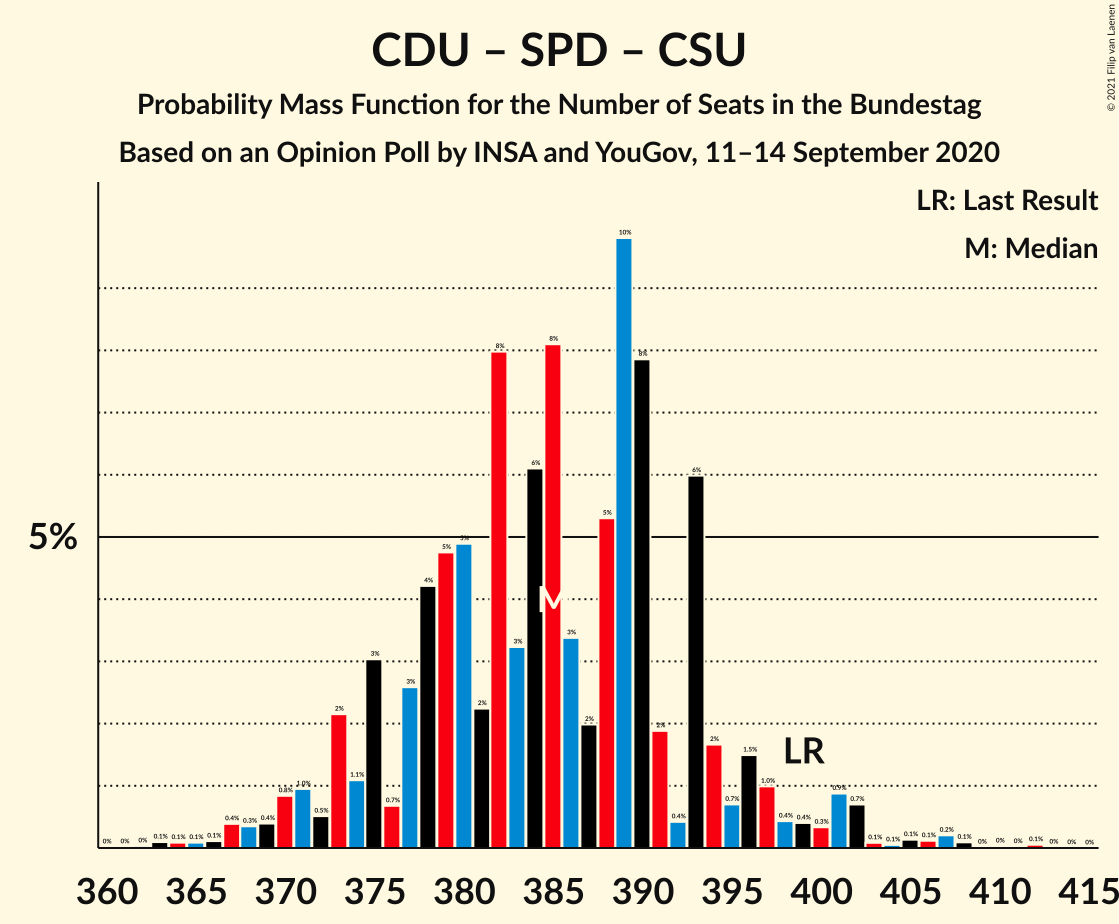 CDU – SPD – CSU
Probability Mass Function for the Number of Seats in the Bundestag
Based on an Opinion Poll by INSA and YouGov, 11–14 September 2020
© 2021 Filip van Laenen
LR: Last Result
M: Median
5%
0% 0% 0% 0.1% 0.1% 0.1% 0.1% 0.4% 0.3% 0.4% 0.8% 1.0% 0.5% 2% 1.1% 3% 0.7% 3% 4% 5% 5% 2% 8% 3% 6% 8% 3% 2% 5% 10% 8% 2% 0.4% 6% 2% 0.7% 1.5% 1.0% 0.4% 0.4% 0.3% 0.9% 0.7% 0.1% 0.1% 0.1% 0.1% 0.2% 0.1% 0% 0% 0% 0.1% 0% 0% 0%
M
LR
360 365 370 375 380 385 390 395 400 405 410 415